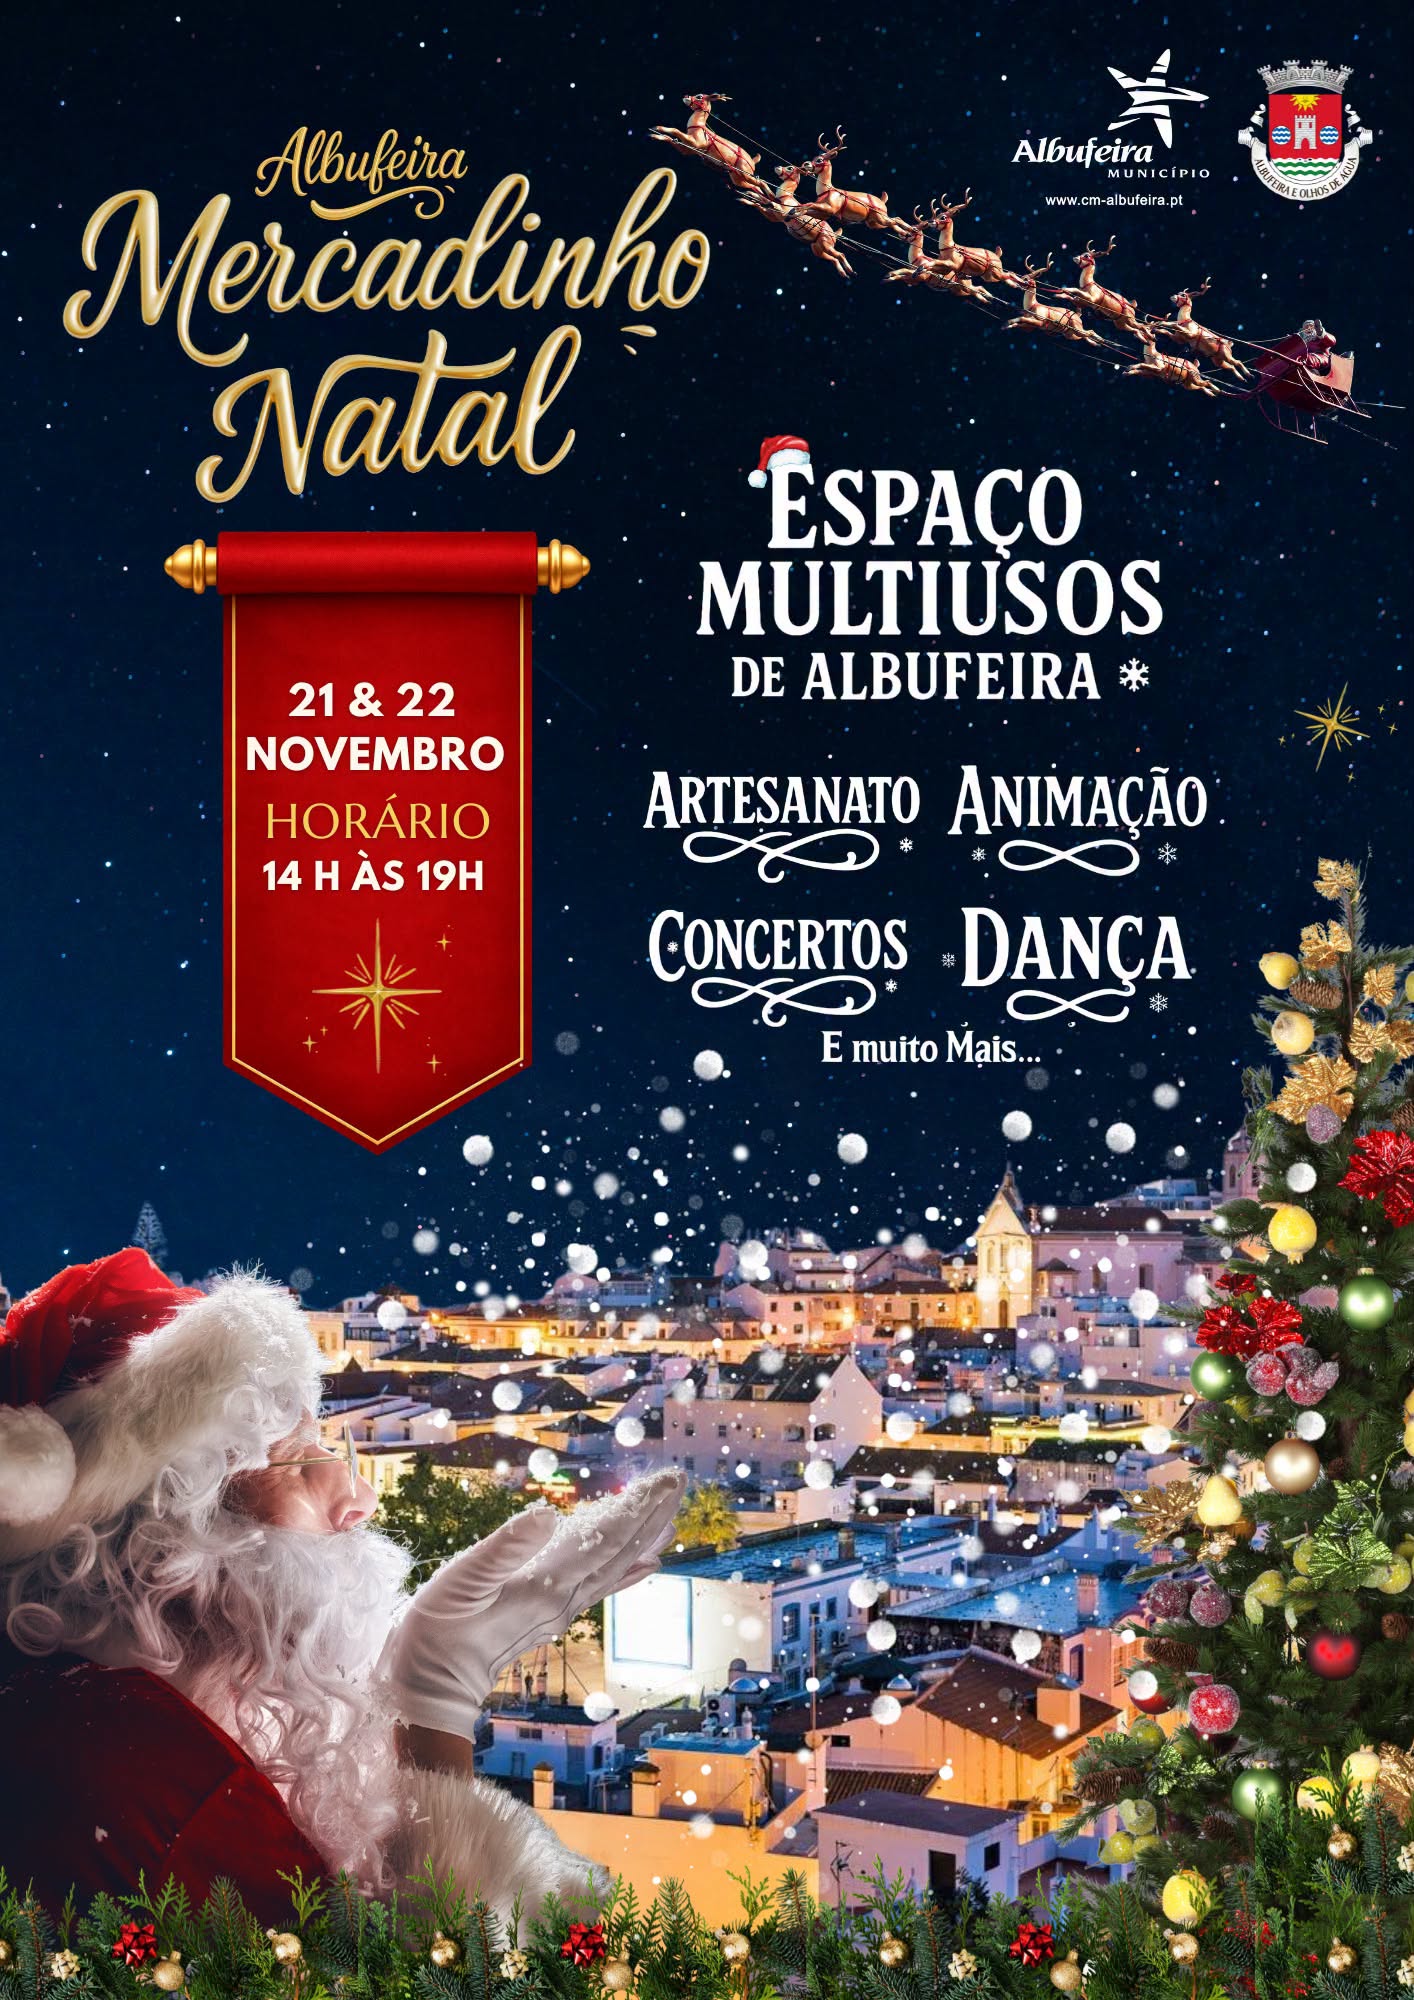 Albufeira
MUNICÍPIO
www.cm-albufeira.pt
ALBUFEIRA E OLHOS DE ÁGUA
Albufeira
Mercadinho
Natal
21 & 22
NOVEMBRO
HORÁRIO
14 H ÀS 19H
ESPAÇO
MULTIUSOS
DE ALBUFEIRA
ARTESANATO
ANIMAÇÃO
CONCERTOS
DANÇA
E muito Mais...